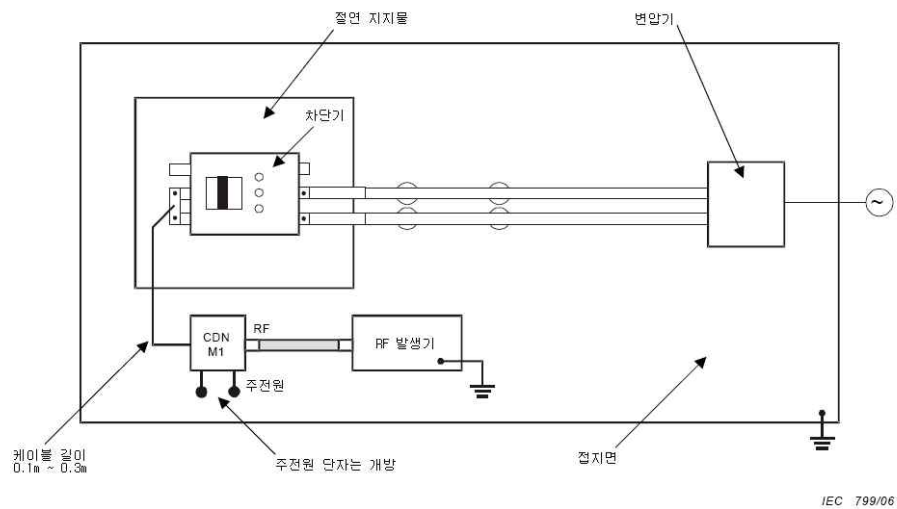 절연 지지물
변압기
차단기
~
CDN
M1
RF
RF 발생기
주전원
케이블 길이
0.1m ~ 0.3m
주전원 단자는 개방
접지면
IEC 799/06